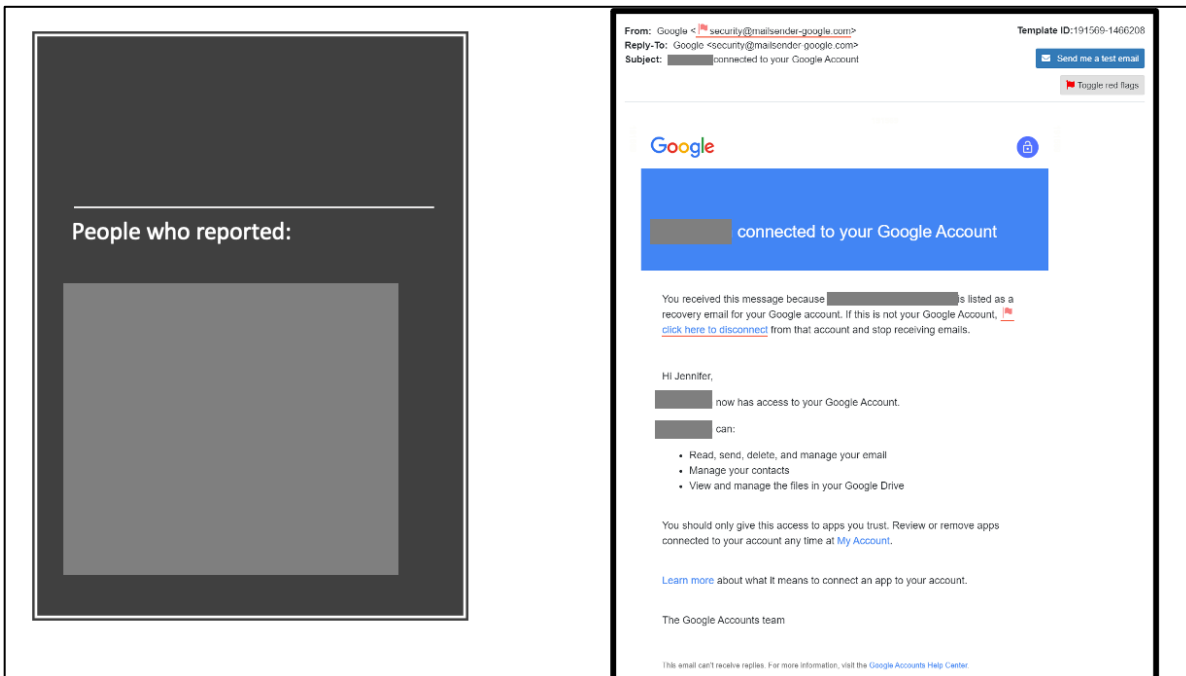 People who reported:
From: Google <security@mailsender-google.com>
Reply-To: Google <security@mailsender-google.com>
Subject: connected to your Google Account
Template ID:191569-1466208
Send me a test email
Toggle red flags
Google
connected to your Google Account
You received this message because is listed as a
recovery email for your Google account. If this is not your Google Account,
click here to disconnect from that account and stop receiving emails.
Hi Jennifer,
now has access to your Google Account.
can:
• Read, send, delete, and manage your email
• Manage your contacts
• View and manage the files in your Google Drive
You should only give this access to apps you trust. Review or remove apps
connected to your account any time at My Account.
Learn more about what it means to connect an app to your account.
The Google Accounts team
This email can't receive replies. For more information, visit the Google Accounts Help Center.